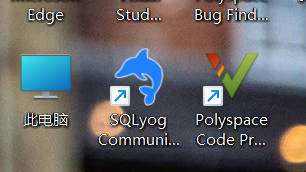 Edge
Stud...
Bug Find...
此电脑
SQLyog
Communi...
Polyspace
Code Pr...